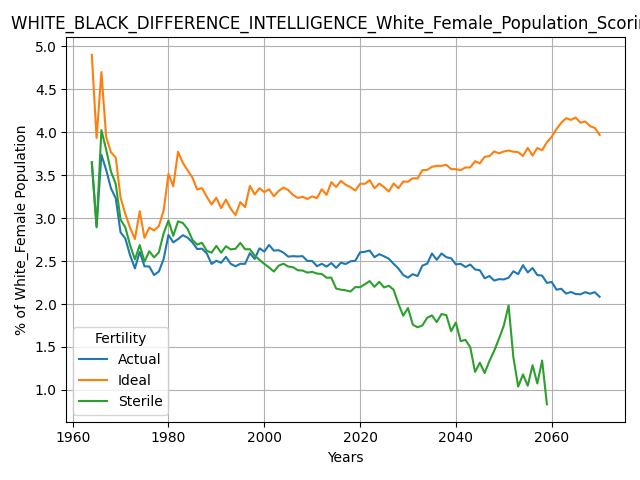 WHITE_BLACK_DIFFERENCE_INTELLIGENCE_White_Female_Population_Scori
5.0
4.5
4.0
3.5
3.0
2.5
2.0
1.5
1.0
% of White_Female Population
Fertility
Actual
Ideal
Sterile
1960 1980 2000 2020 2040 2060
Years